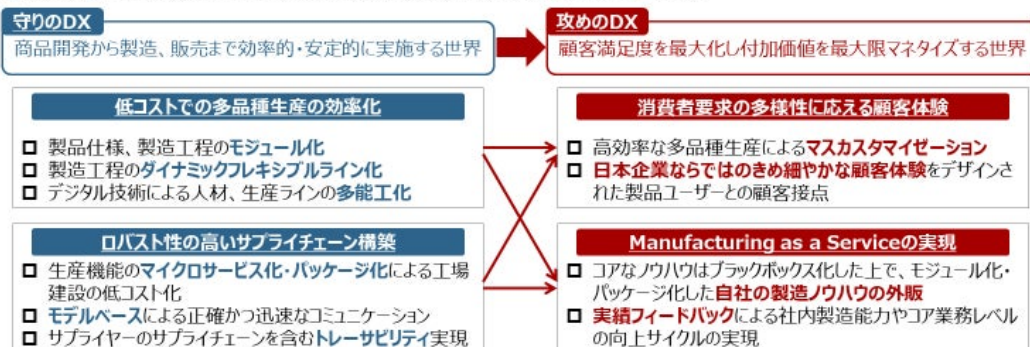 守りのDX
商品開発から製造、販売まで効率的・安定的に実施する世界
攻めのDX
顧客満足度を最大化し付加価値を最大限マネタイズする世界
低コストでの多品種生産の効率化
製品仕様、製造工程のモジュール化
製造工程のダイナミックフレキシブルライン化
デジタル技術による人材、生産ラインの多能工化
消費者要求の多様性に応える顧客体験
高効率な多品種生産によるマスカスタマイゼーション
日本企業ならではのきめ細やかな顧客体験をデザインさ
れた製品ユーザーとの顧客接点
ロバスト性の高いサプライチェーン構築
生産機能のマイクロサービス化・パッケージ化による工場
建設の低コスト化
モデルベースによる正確かつ迅速なコミュニケーション
サプライヤーのサプライチェーンを含むトレーサビリティ実現
Manufacturing as a Serviceの実現
コアなノウハウはブラックボックス化した上で、モジュール化・
パッケージ化した自社の製造ノウハウの外販
実績フィードバックによる社内製造能力やコア業務レベル
の向上サイクルの実現